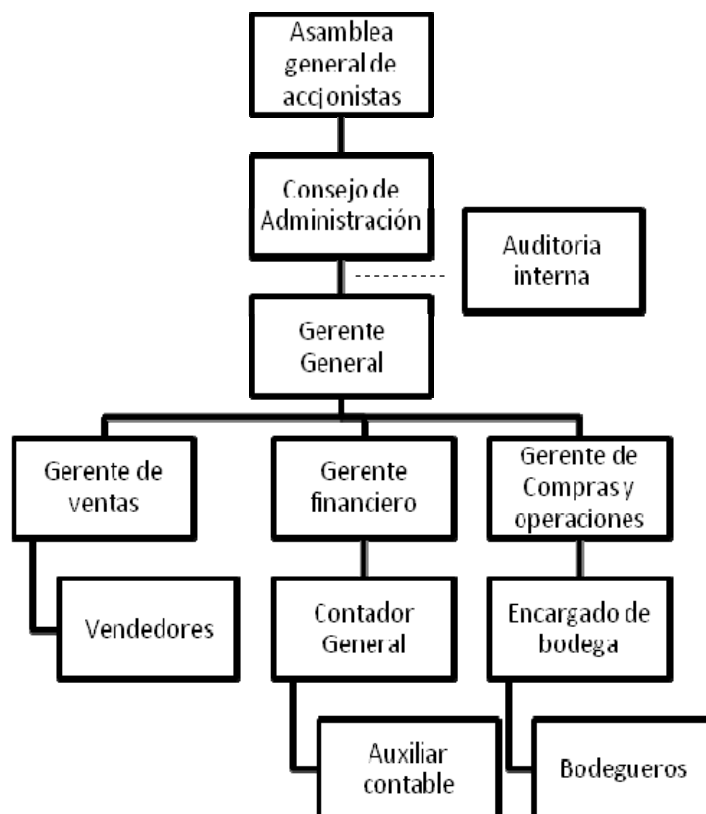 Asamblea
general de
accionistas
Consejo de
Administración
Auditoria
interna
Gerente
General
Gerente de
ventas
Gerente
financiero
Gerente de
Compras y
operaciones
Vendedores
Contador
General
Encargado de
bodega
Auxiliar
contable
Bodegueros